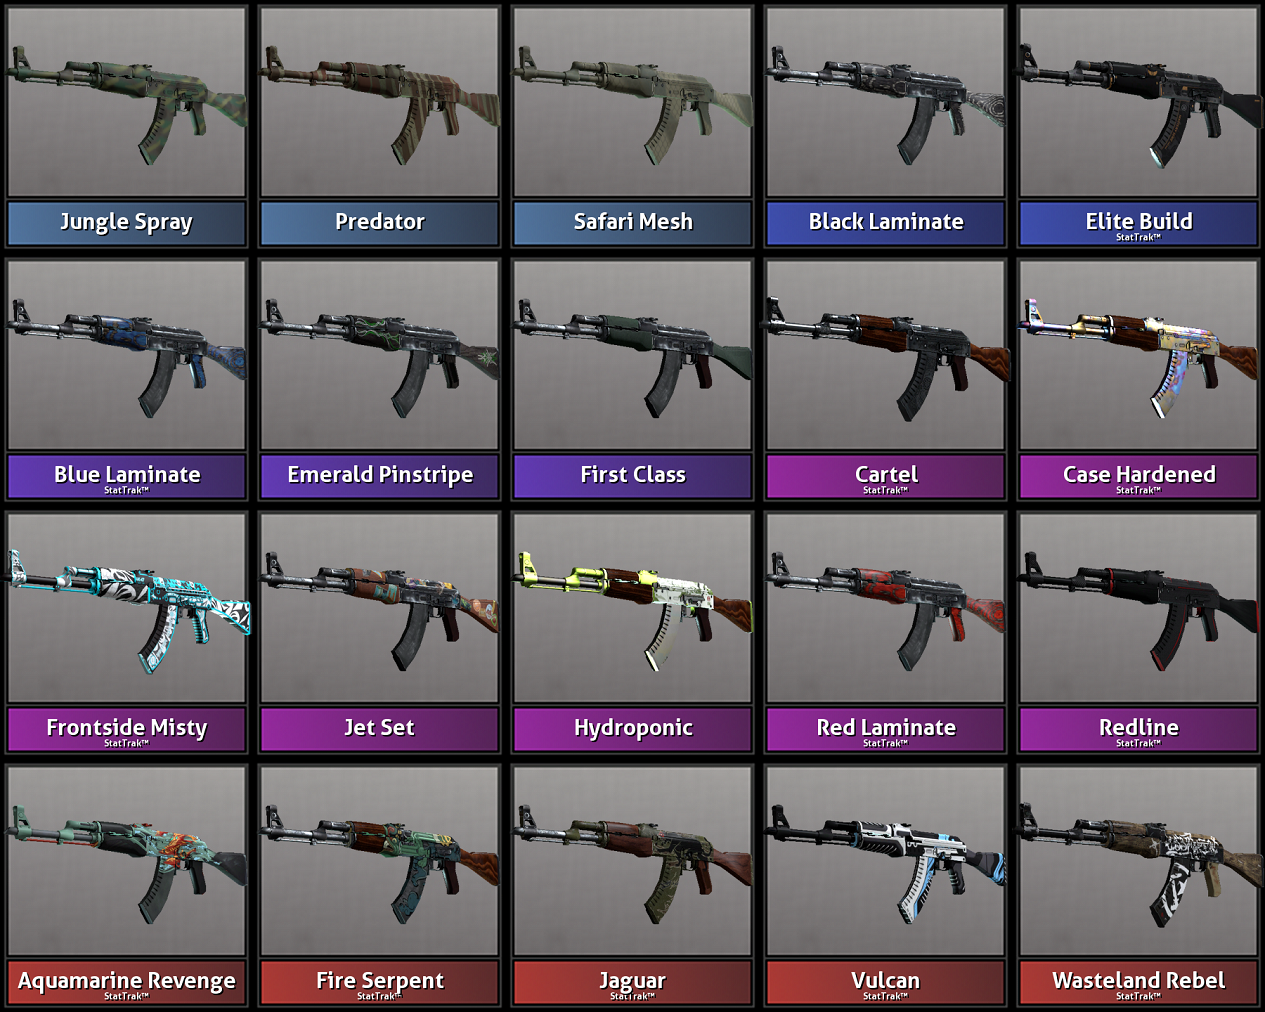 Jungle Spray
Predator
Safari Mesh
Black Laminate
Elite Build
StatTrak™
Blue Laminate
StatTrak™
Emerald Pinstripe
First Class
Cartel
StatTrak™
Case Hardened
StatTrak™
Frontside Misty
StatTrak™
Jet Set
Hydroponic
Red Laminate
StatTrak™
Redline
StatTrak™
Aquamarine Revenge
StatTrak™
Fire Serpent
StatTrak™
Jaguar
StatTrak™
Vulcan
StatTrak™
Wasteland Rebel
StatTrak™